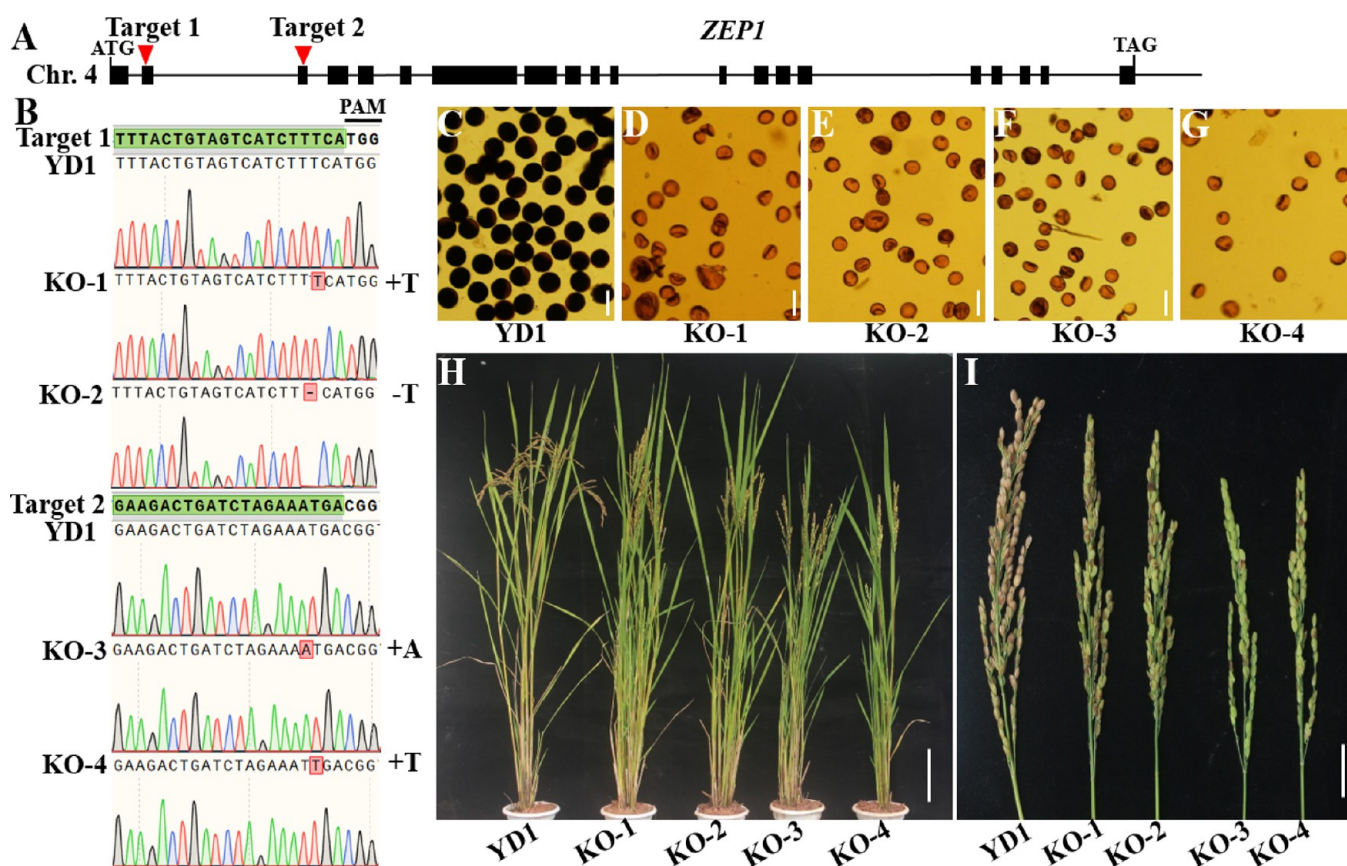 A
Target 1
Target 2
ZEP1
ATG
TAG
Chr. 4
B
PAM
Target 1 TTTACTGTAGTCATCTTTCATGG
YD1 TTTACTGTAGTCATCTTTCATGG
KO-1 TTTACTGTAGTCATCTTTTCATGG +T
KO-2 TTTACTGTAGTCATCTT-CATGG -T
Target 2 GAAGACTGATCTAGAAATGACGG
YD1 GAAGACTGATCTAGAAATGACGG
KO-3 GAAGACTGATCTAGAAAATGACGG +A
KO-4 GAAGACTGATCTAGAAATTGACGG +T
C D E F G
YD1 KO-1 KO-2 KO-3 KO-4
H
YD1 KO-1 KO-2 KO-3 KO-4
I
YD1 KO-1 KO-2 KO-3 KO-4